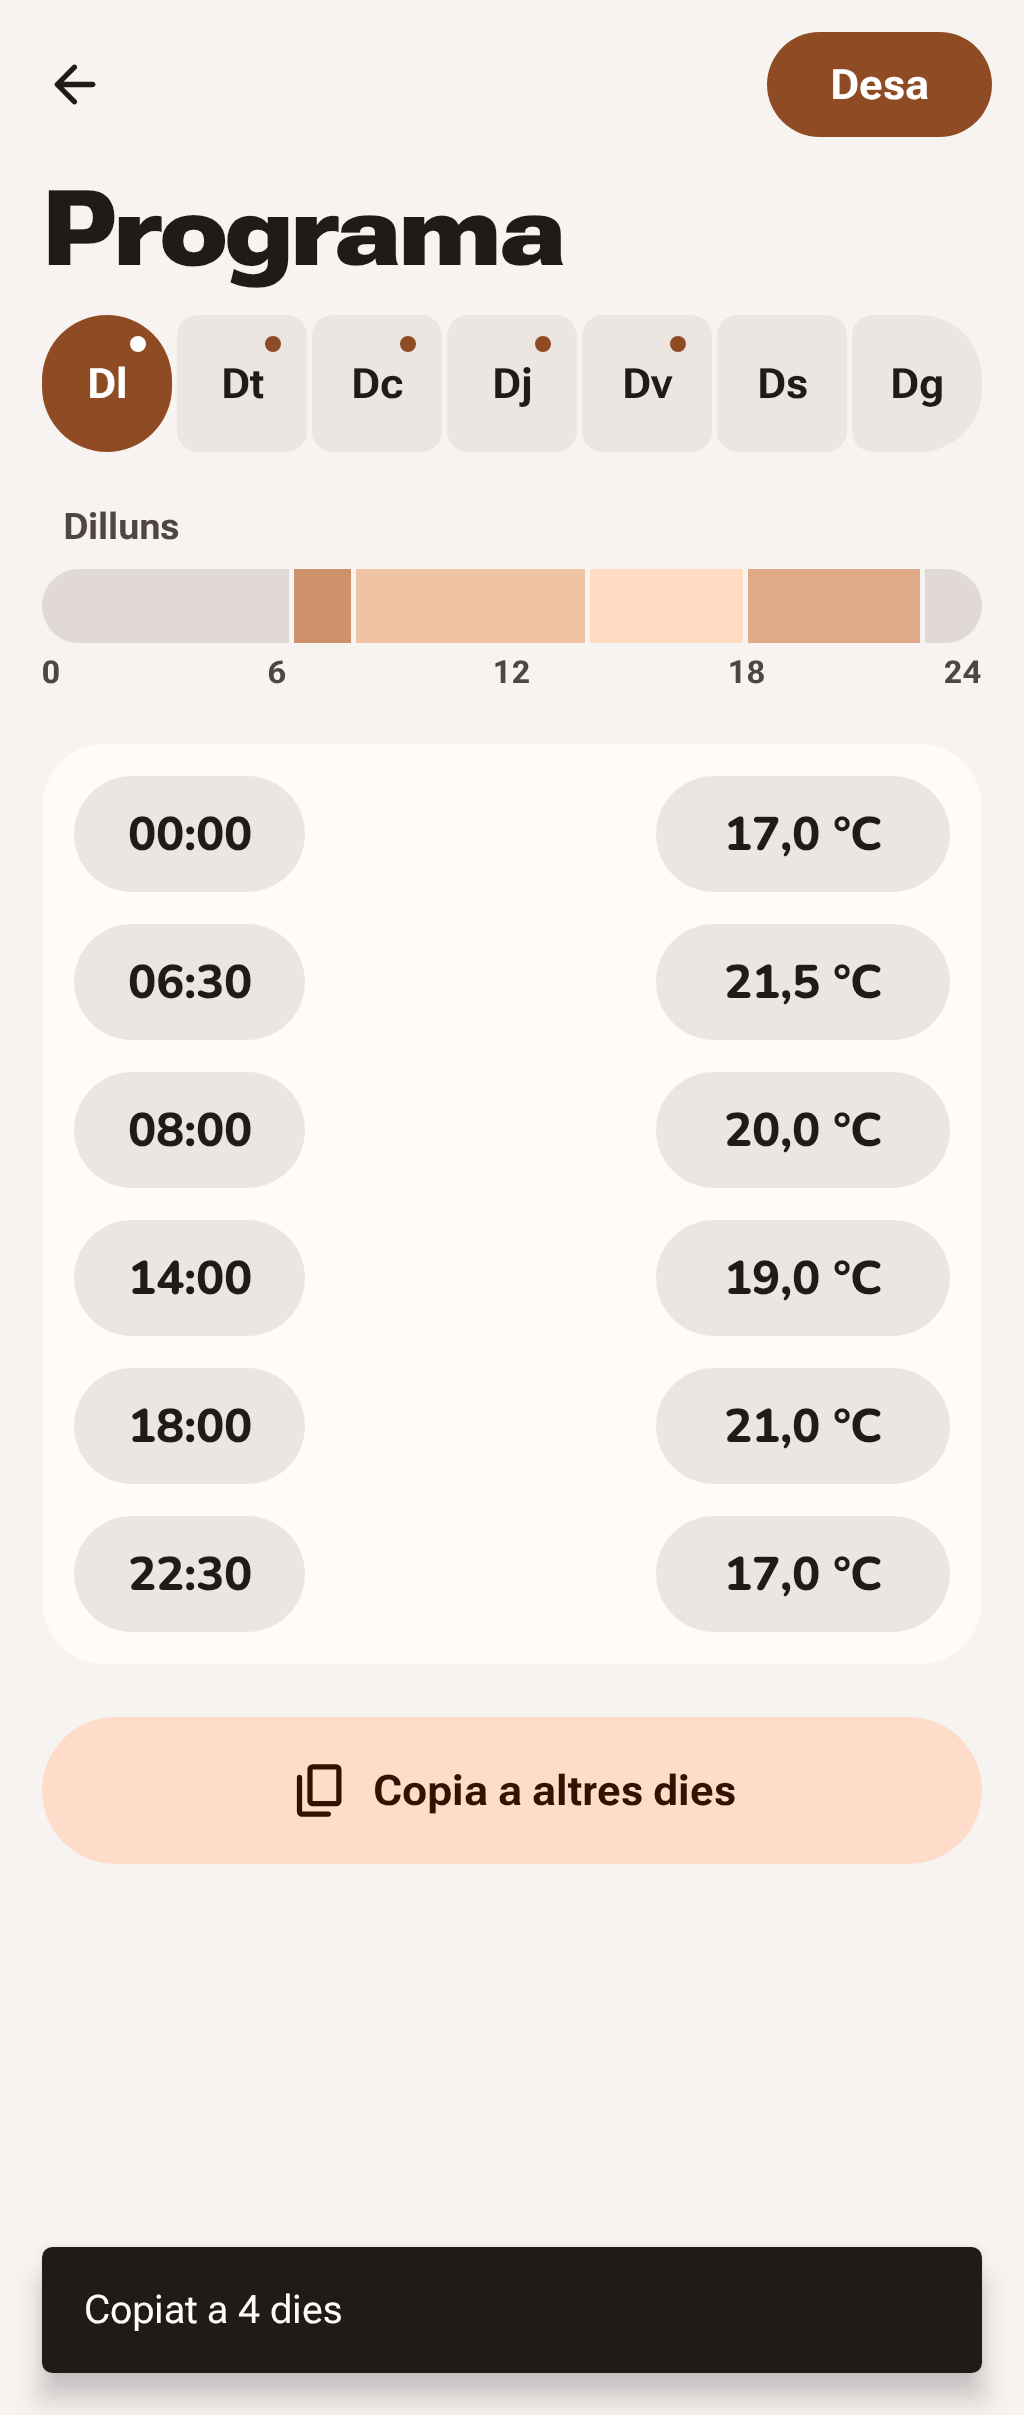 Desa
Programa
Dl Dt Dc Dj Dv Ds Dg
Dilluns
0 6 12 18 24
00:00 17,0 °C
06:30 21,5 °C
08:00 20,0 °C
14:00 19,0 °C
18:00 21,0 °C
22:30 17,0 °C
Copia a altres dies
Copiat a 4 dies